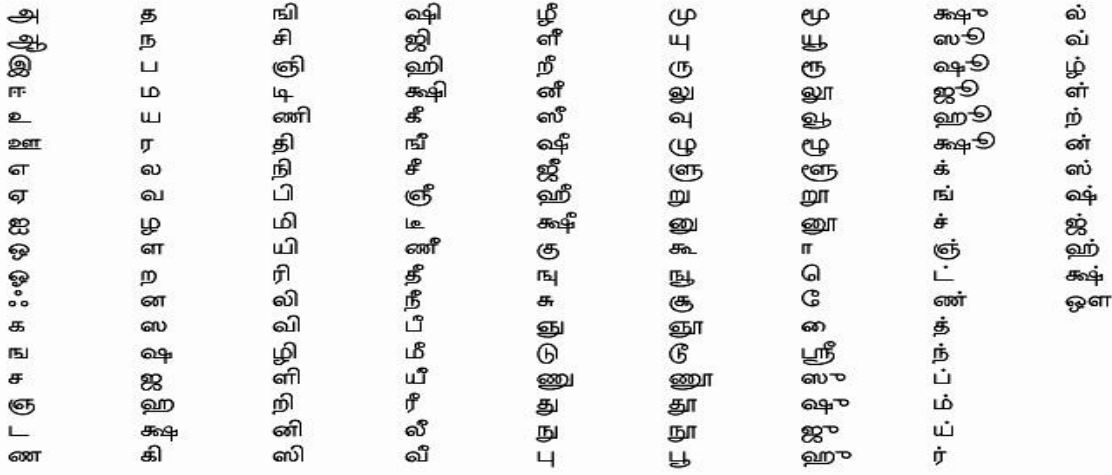 அ த ஙி ஷி ழீ மு மூ க்ஷு ல்
ஆ ந சி ஜி ளீ யு யூ ஸூ வ்
இ ப ஞி ஹி றீ ரு ரூ ஷூ ழ்
ஈ ம டி க்ஷி னீ லு லூ ஜூ ள்
உ ய ணி கீ ஸீ வு வூ ஹூ ற்
ஊ ர தி ஙீ ஷீ ழு ழூ க்ஷூ ன்
எ ல நி சீ ஜீ ளு ளூ க் ஸ்
ஏ வ பி ஞீ ஹீ று றூ ங் ஷ்
ஐ ழ மி டீ க்ஷீ னு னூ ச் ஜ்
ஒ ள யி ணீ கு கூ ா ஞ் ஹ்
ஓ ற ரி தீ ஙு ஙூ ெ ட் க்ஷ்
ஃ ன லி நீ சு சூ ே ண் ஔ
க ஸ வி பீ ஞு ஞூ ை த்
ங ஷ ழி மீ டு டூ ஸ்ரீ ந்
ச ஜ ளி யீ ணு ணூ ஸு ப்
ஞ ஹ றி ரீ து தூ ஷு ம்
ட க்ஷ னி லீ நு நூ ஜு ய்
ண கி ஸி வீ பு பூ ஹு ர்